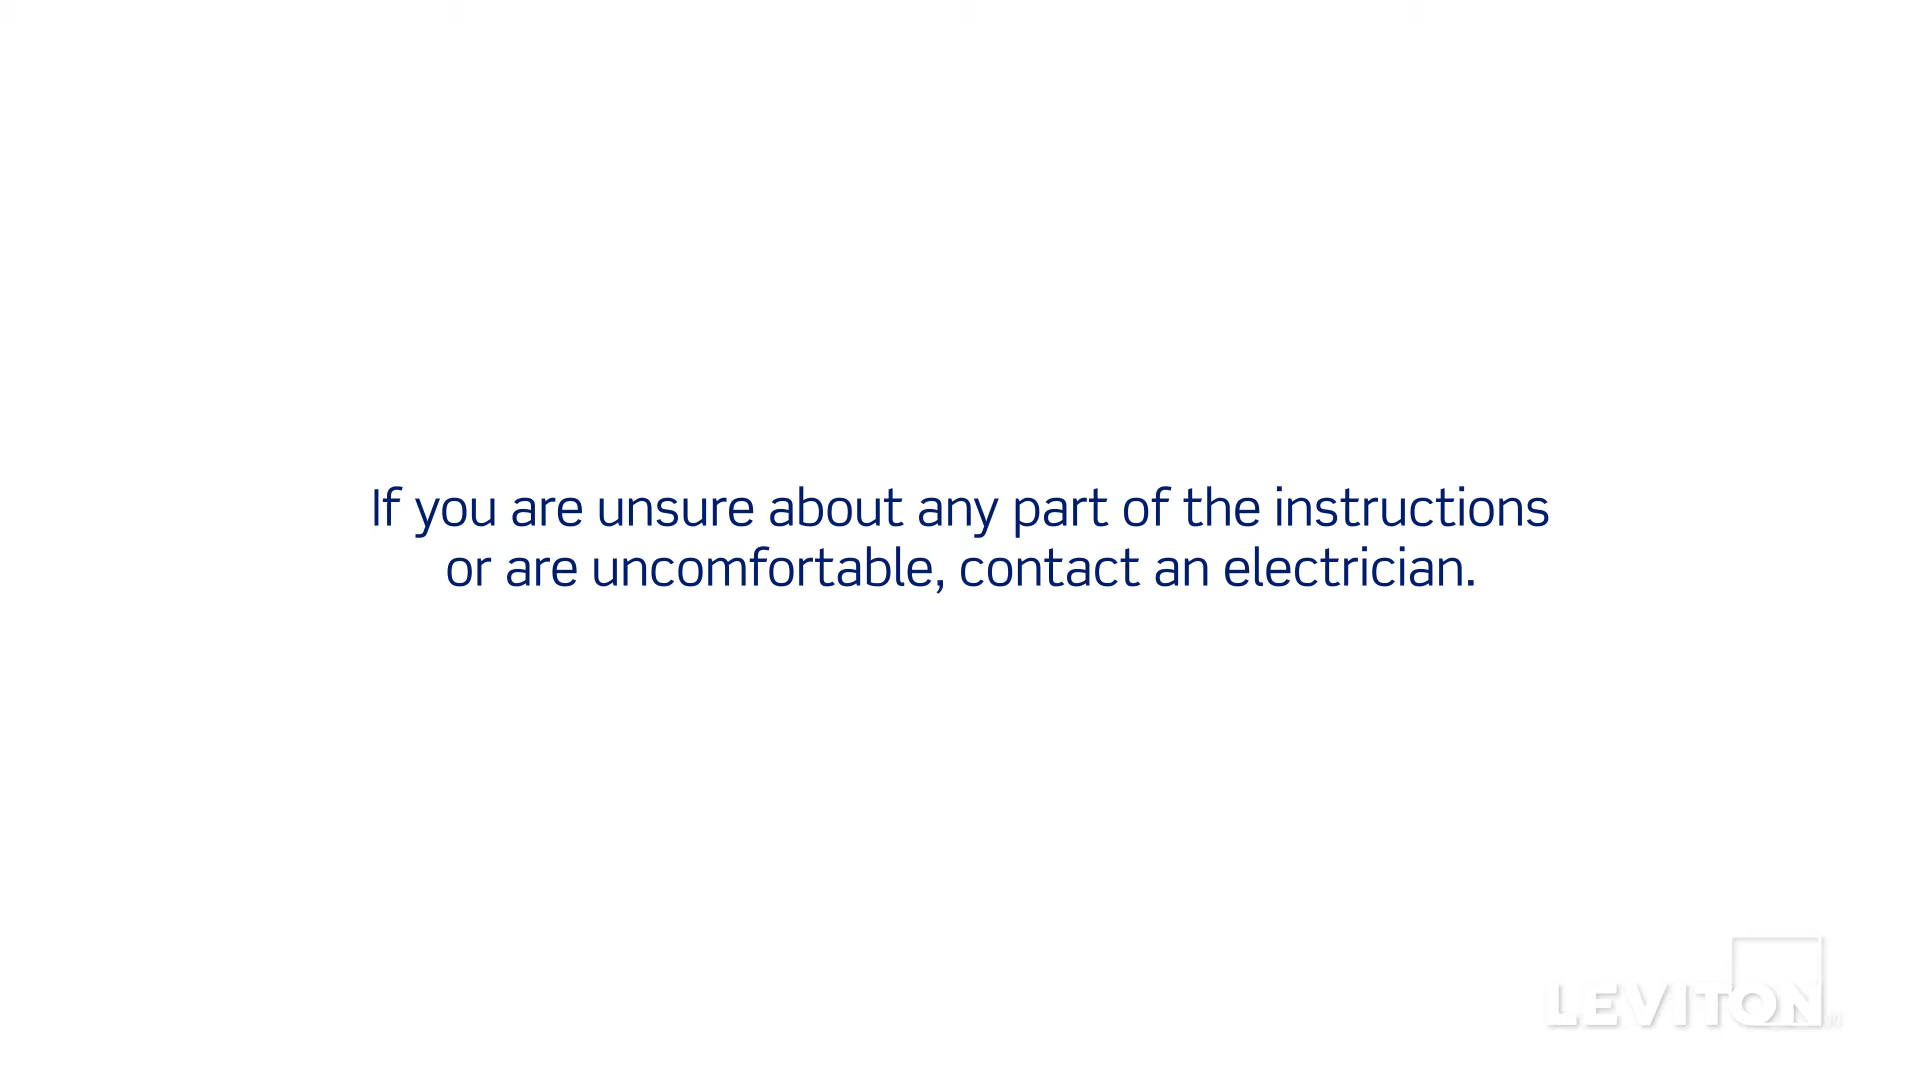 If you are unsure about any part of the instructions
or are uncomfortable, contact an electrician.
LEVITON